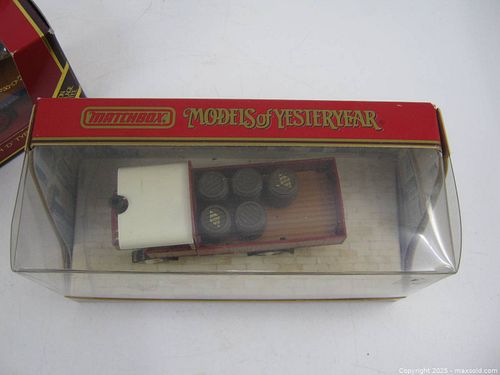 MATCHBOX
MODELS of YESTERYEAR
Copyright 2025 - maxsold.com